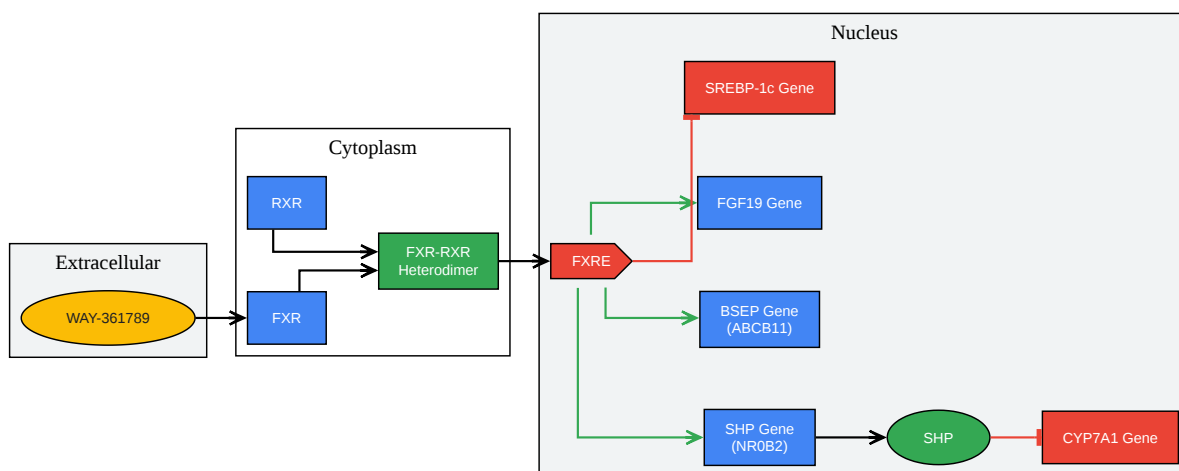 Nucleus
SREBP-1c Gene
Cytoplasm
RXR
FGF19 Gene
FXR-RXR
Heterodimer
FXRE
Extracellular
WAY-361789
FXR
BSEP Gene
(ABCB11)
SHP Gene
(NR0B2)
SHP
CYP7A1 Gene